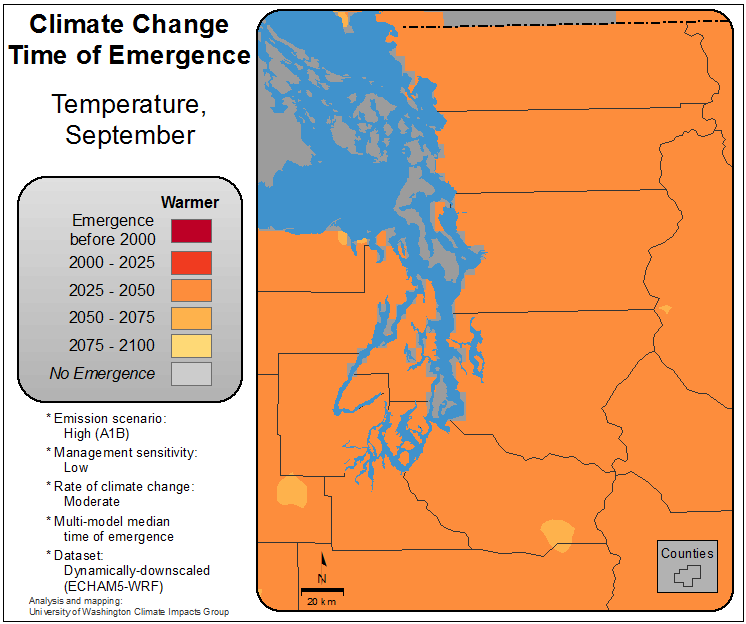 Climate Change
Time of Emergence
Temperature,
September
Warmer
Emergence
before 2000
2000 - 2025
2025 - 2050
2050 - 2075
2075 - 2100
No Emergence
* Emission scenario:
High (A1B)
* Management sensitivity:
Low
* Rate of climate change:
Moderate
* Multi-model median
time of emergence
* Dataset:
Dynamically-downscaled
(ECHAM5-WRF)
Analysis and mapping:
University of Washington Climate Impacts Group
N
20 km
Counties